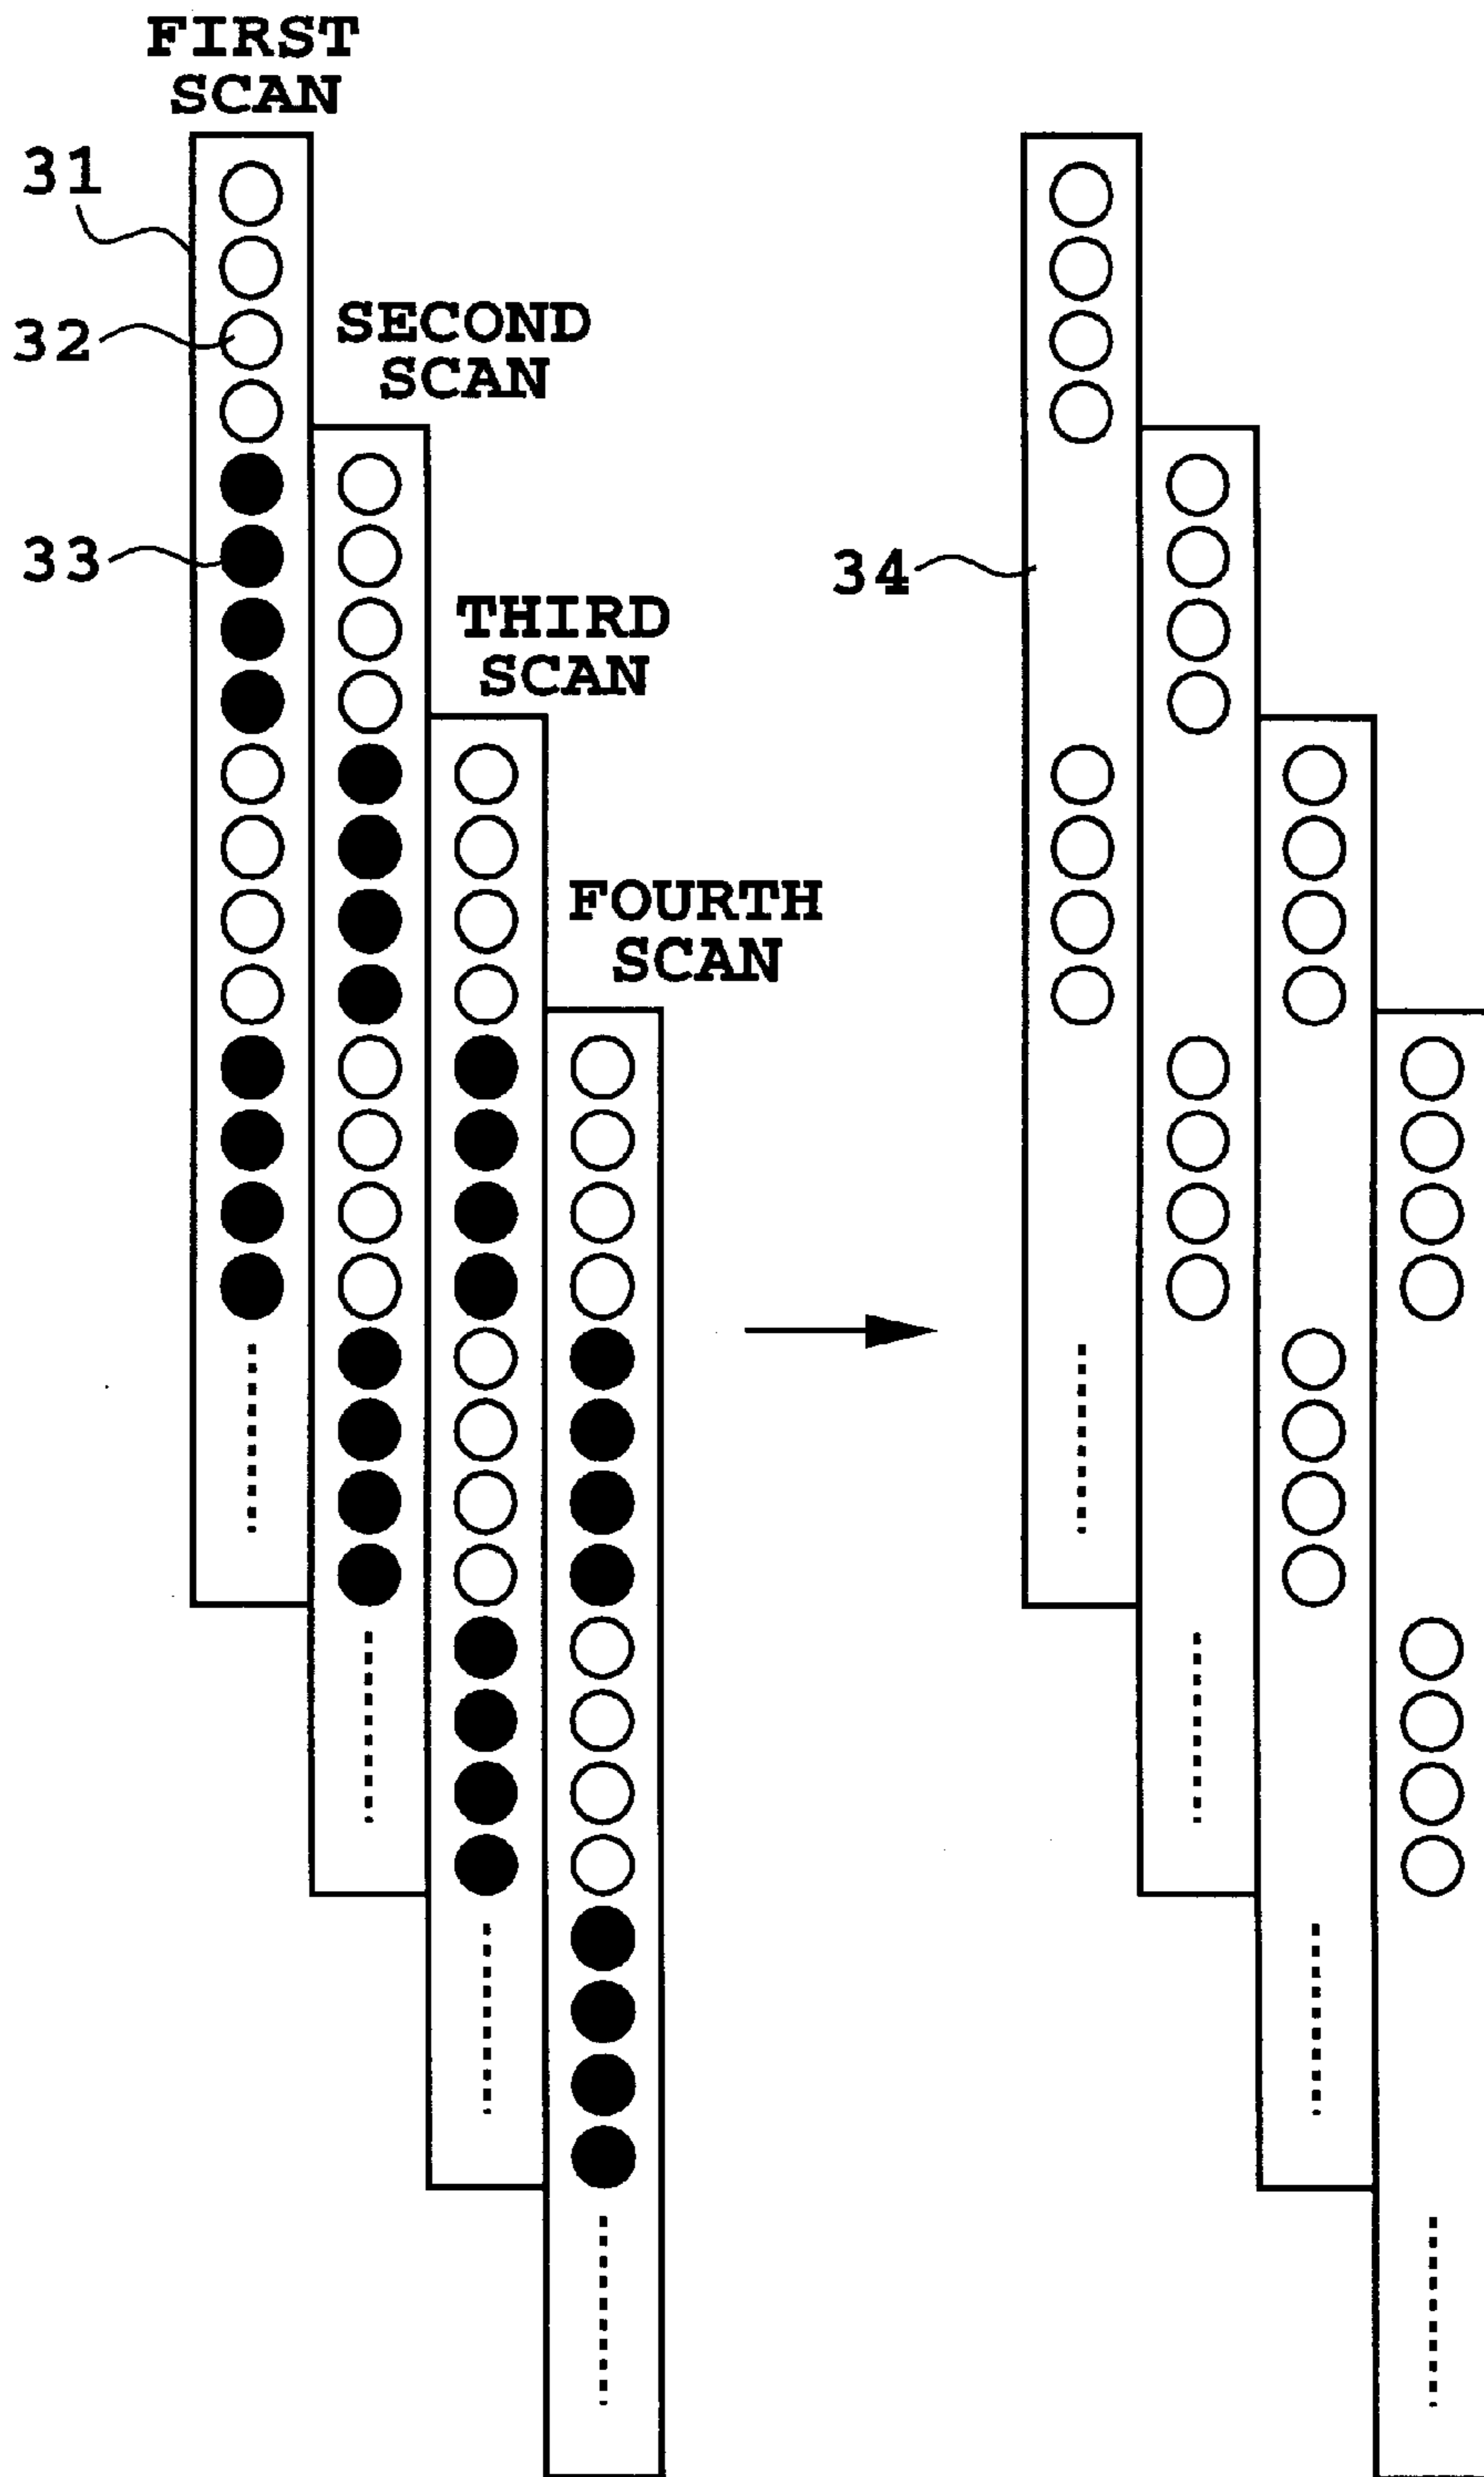 FIRST
SCAN
31
32
SECOND
SCAN
33
34
THIRD
SCAN
FOURTH
SCAN